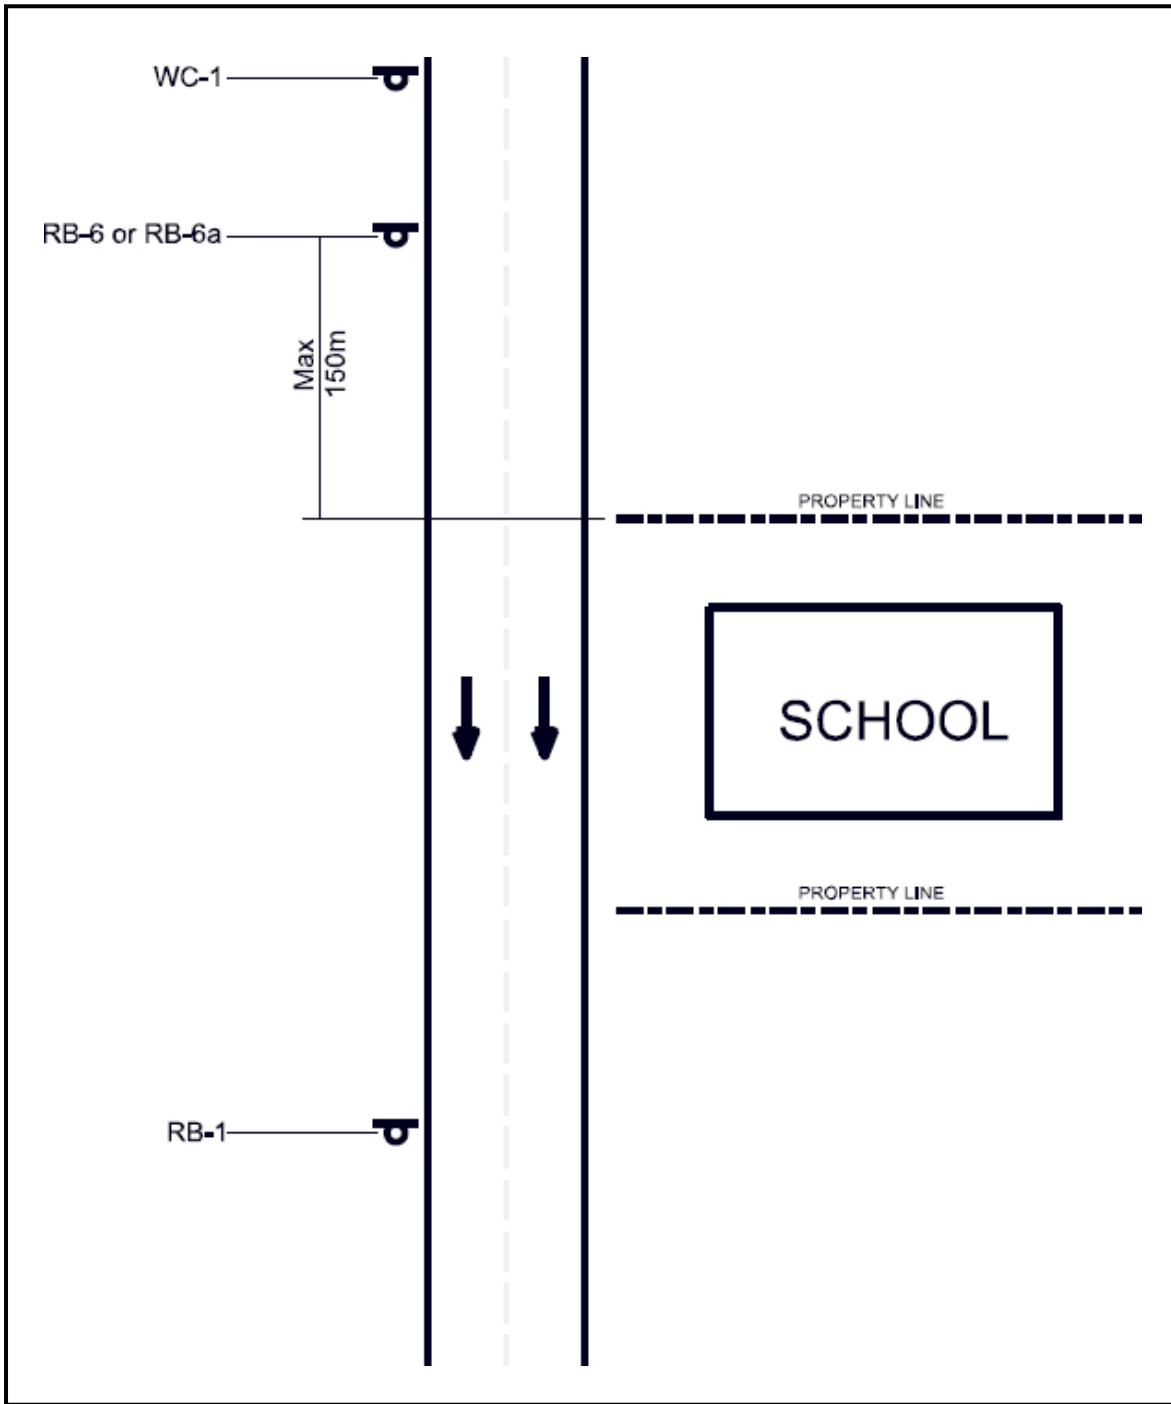 WC-1
RB-6 or RB-6a
Max
150m
PROPERTY LINE
SCHOOL
PROPERTY LINE
RB-1